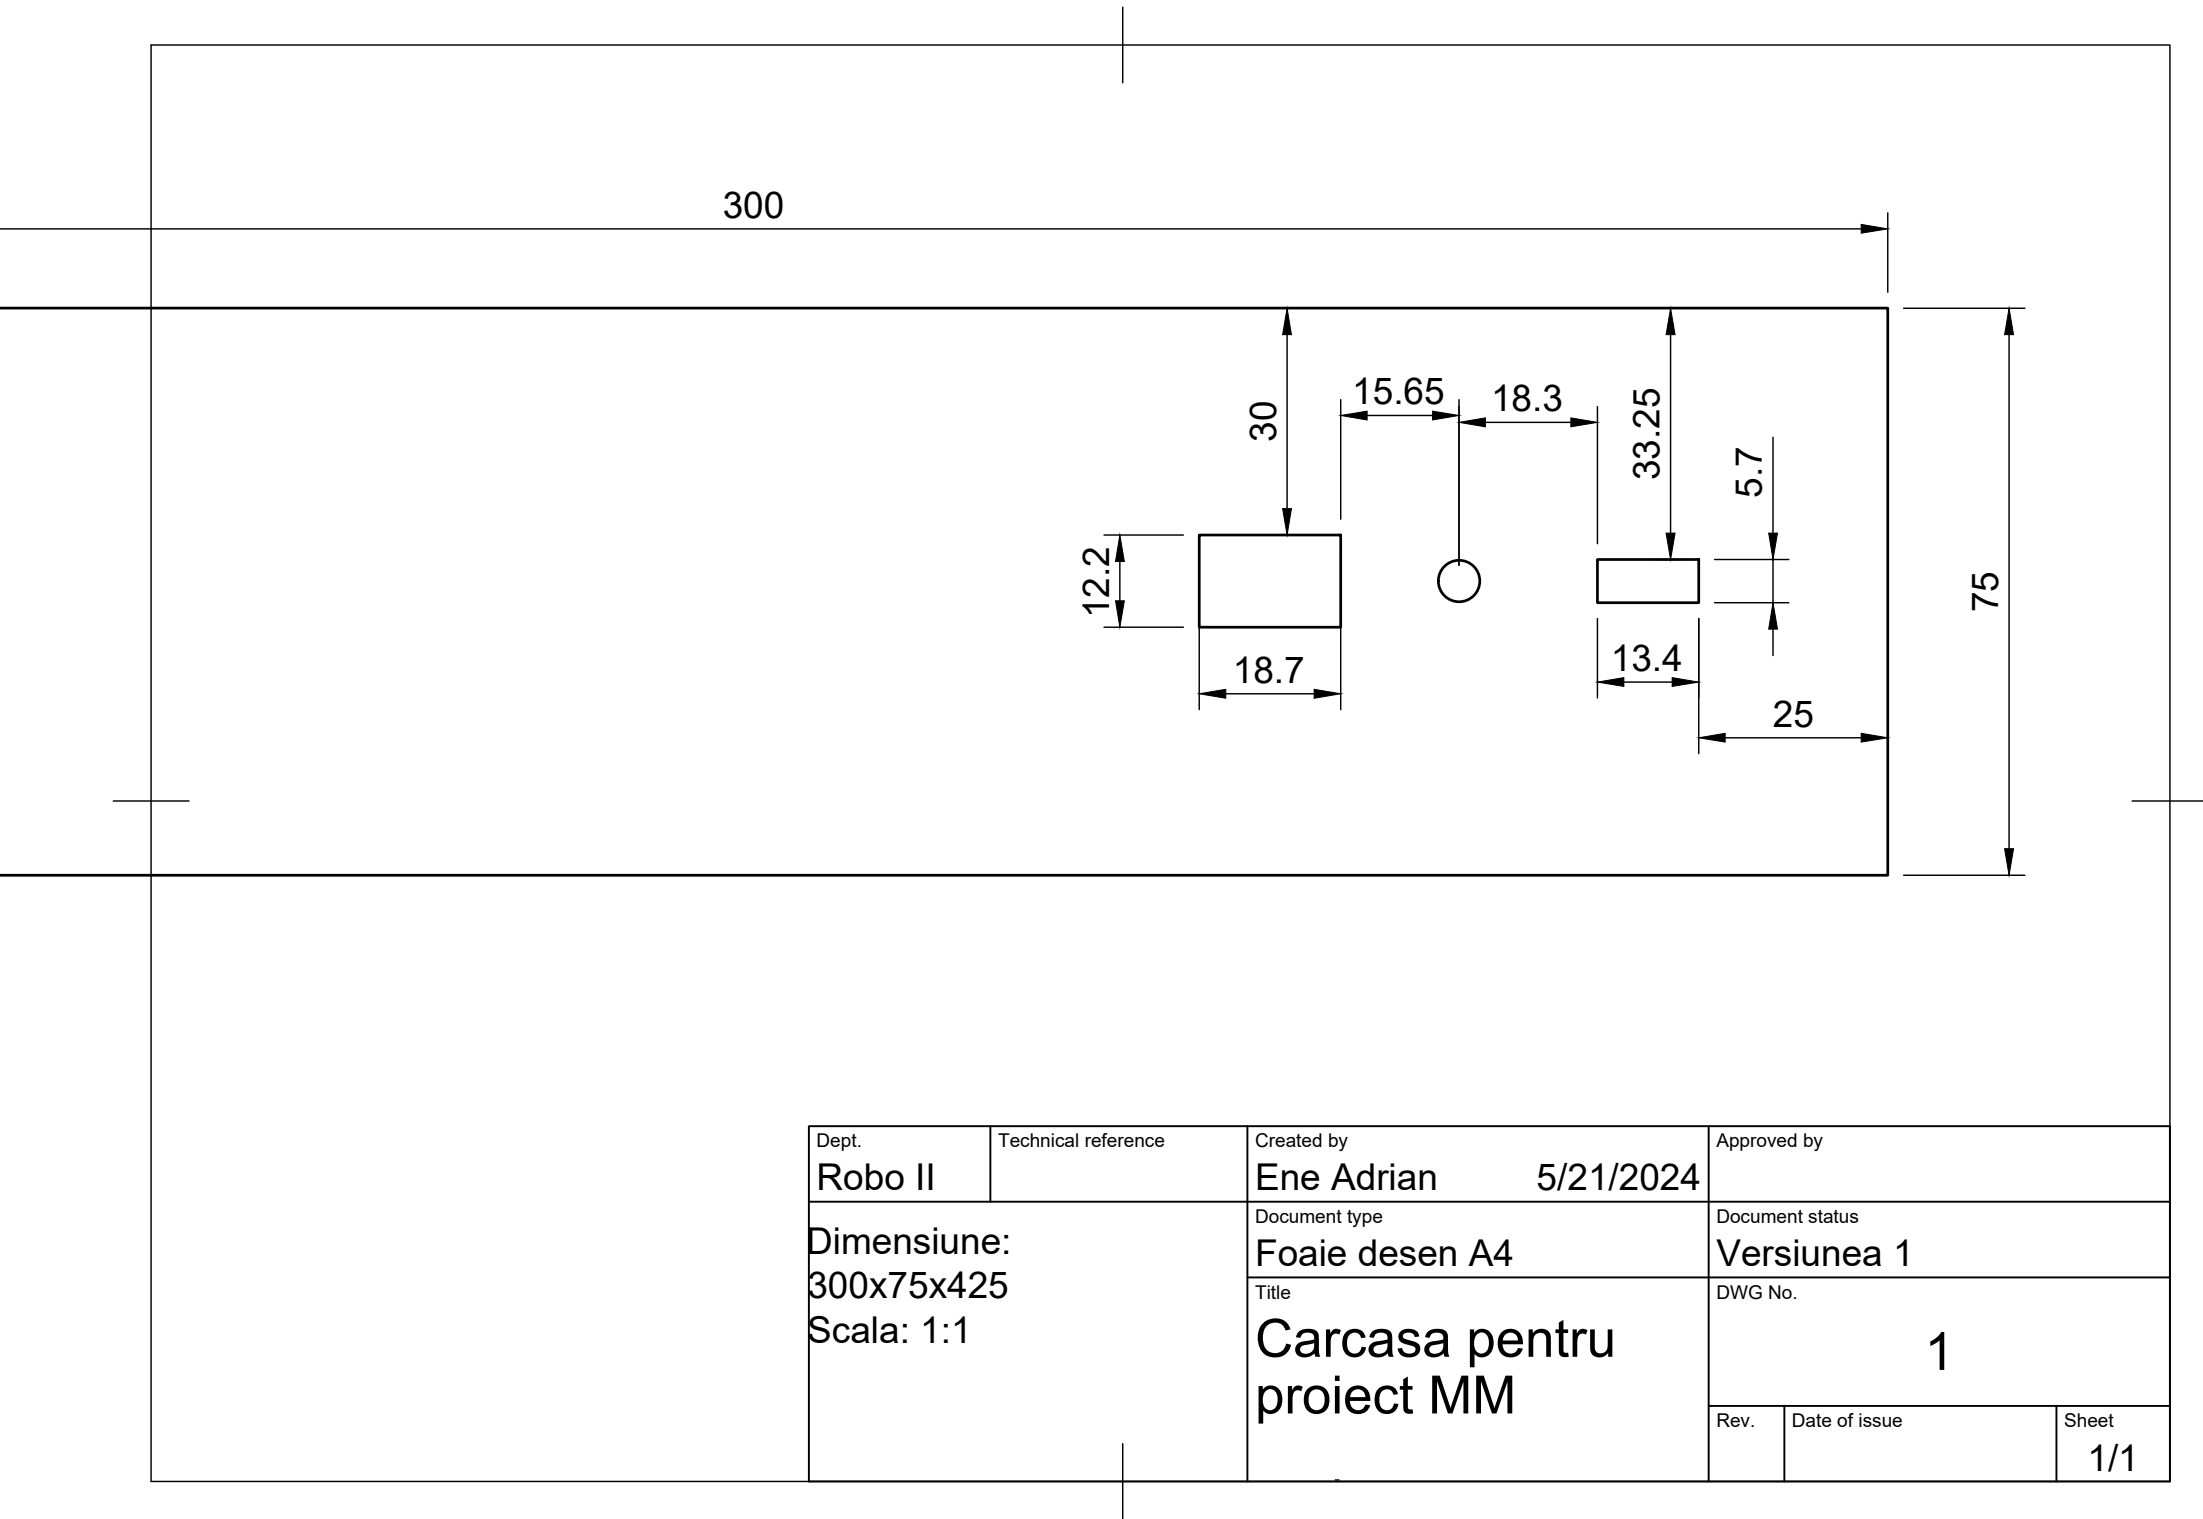 300
15.65
18.3
30
33.25
5.7
12.2
75
18.7
13.4
25
Dept.
Robo II
Technical reference
Created by
Ene Adrian 5/21/2024
Approved by
Dimensiune:
300x75x425
Scala: 1:1
Document type
Foaie desen A4
Document status
Versiunea 1
Title
Carcasa pentru
proiect MM
DWG No.
1
Rev.
Date of issue
Sheet
1/1